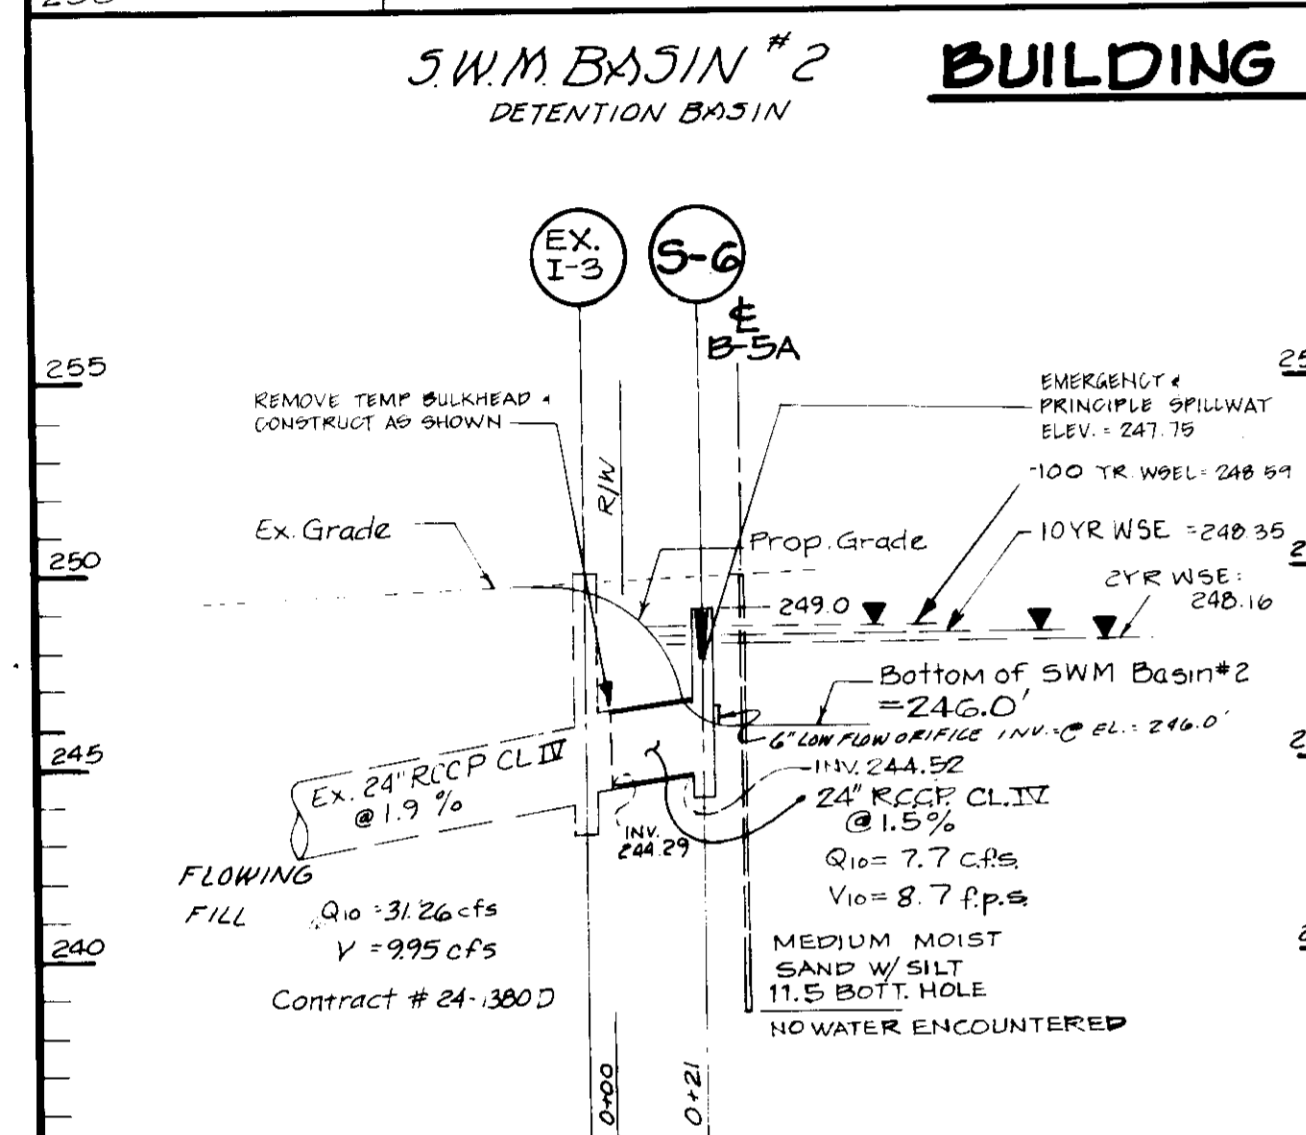 S.W.M. BASIN #2
DETENTION BASIN
BUILDING
EX.
I-3
S-6
℄
B-5A
255
250
245
240
REMOVE TEMP BULKHEAD &
CONSTRUCT AS SHOWN
R/W
EMERGENCY &
PRINCIPLE SPILLWAY
ELEV. = 247.75
100 YR. WSEL = 248.59
10 YR WSE = 248.35
2YR WSE:
248.16
Ex. Grade
Prop. Grade
249.0
Bottom of SWM Basin#2
=246.0'
6" LOW FLOW ORIFICE INV. @ EL.: 246.0'
INV. 244.52
Ex. 24" RCCP CL IV
@ 1.9 %
24" RCCP. CL. IV
@ 1.5%
INV.
244.29
Q10 = 7.7 c.f.s.
V10 = 8.7 f.p.s.
FLOWING
FILL
Q10 = 31.26 cfs
V = 9.95 cfs
Contract # 24-1380 D
MEDIUM MOIST
SAND W/ SILT
11.5 BOTT. HOLE
NO WATER ENCOUNTERED
0+00
0+21